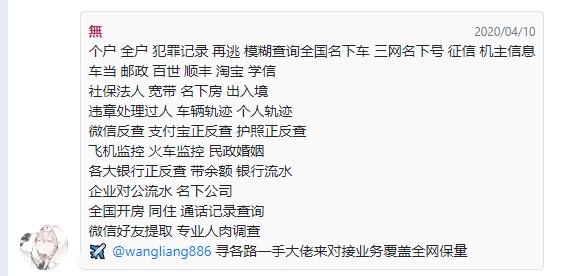 無
2020/04/10
个户 全户 犯罪记录 再逃 模糊查询全国名下车 三网名下号 征信 机主信息
车当 邮政 百世 顺丰 淘宝 学信
社保法人 宽带 名下房 出入境
违章处理过人 车辆轨迹 个人轨迹
微信反查 支付宝正反查 护照正反查
飞机监控 火车监控 民政婚姻
各大银行正反查 带余额 银行流水
企业对公流水 名下公司
全国开房 同住 通话记录查询
微信好友提取 专业人肉调查
@wangliang886 寻各路一手大佬来对接业务覆盖全网保量